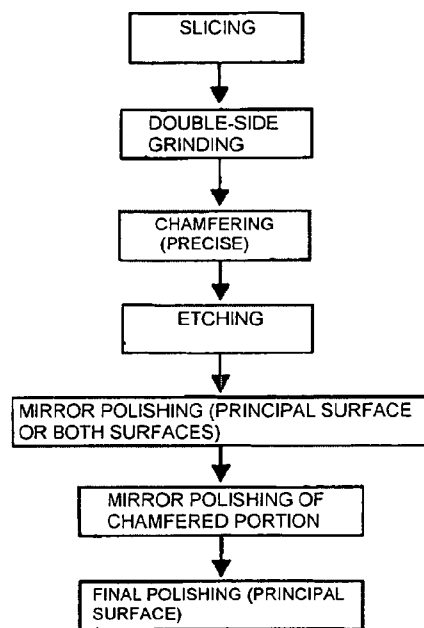 SLICING
DOUBLE-SIDE
GRINDING
CHAMFERING
(PRECISE)
ETCHING
MIRROR POLISHING (PRINCIPAL SURFACE
OR BOTH SURFACES)
MIRROR POLISHING OF
CHAMFERED PORTION
FINAL POLISHING (PRINCIPAL
SURFACE)